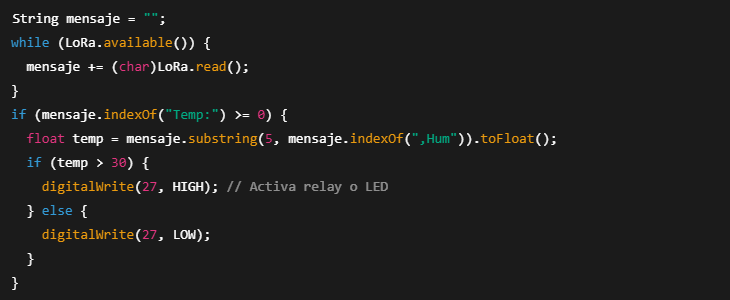 String mensaje = "";
while (LoRa.available()) {
  mensaje += (char)LoRa.read();
}
if (mensaje.indexOf("Temp:") >= 0) {
  float temp = mensaje.substring(5, mensaje.indexOf(",Hum")).toFloat();
  if (temp > 30) {
    digitalWrite(27, HIGH); // Activa relay o LED
  } else {
    digitalWrite(27, LOW);
  }
}